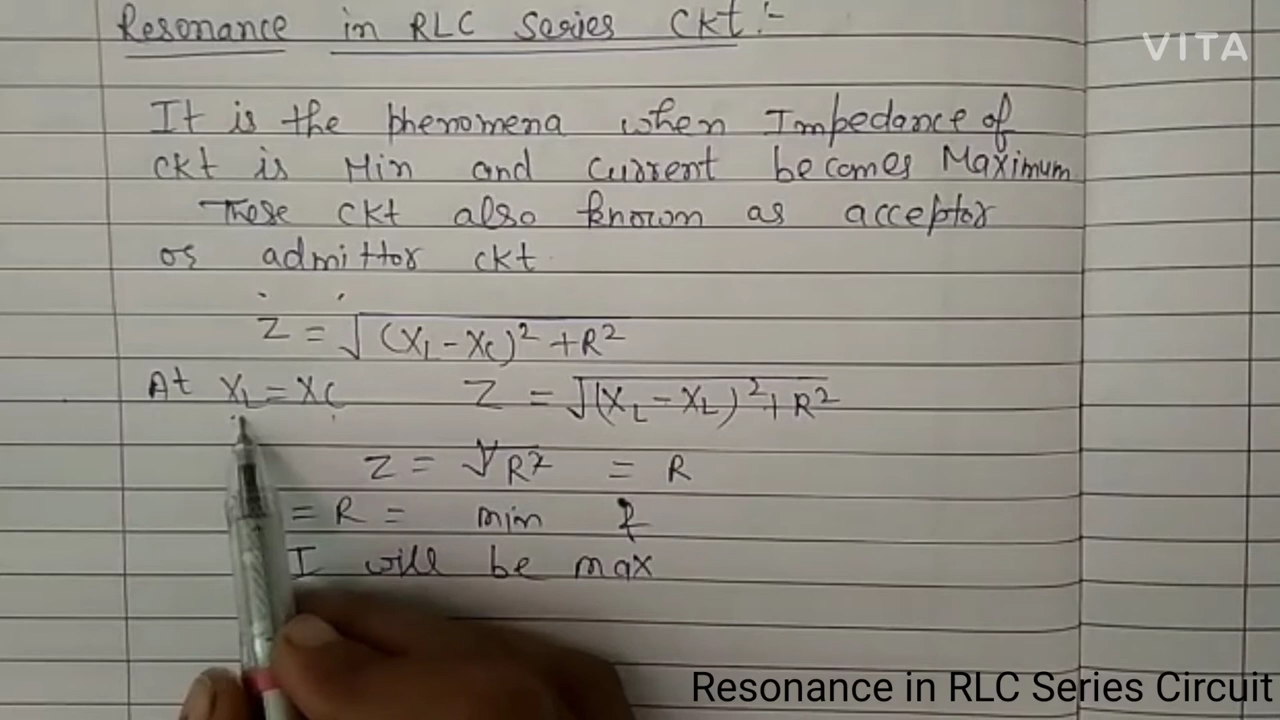 Resonance in RLC Series Ckt :-
VITA
It is the phenomena when Impedance of
ckt is Min and current becomes Maximum
These ckt also known as acceptor
or admittor ckt.
Z = √(XL-XC)² + R²
At XL = XC Z = √(XL - XL)² + R²
Z = √R² = R
= R = min Z
I will be max
Resonance in RLC Series Circuit